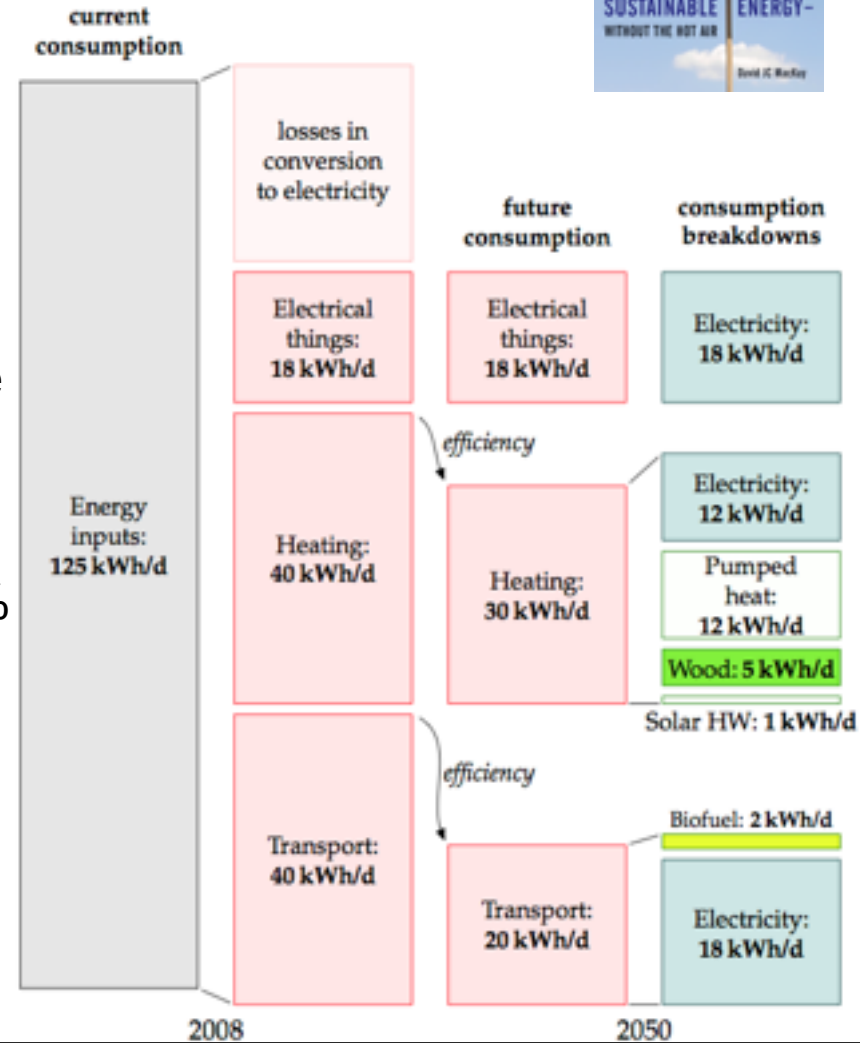 current
consumption
SUSTAINABLE ENERGY–
WITHOUT THE HOT AIR
David JC MacKay
losses in
conversion
to electricity
future
consumption
consumption
breakdowns
Electrical
things:
18 kWh/d
Electrical
things:
18 kWh/d
Electricity:
18 kWh/d
efficiency
Energy
inputs:
125 kWh/d
Heating:
40 kWh/d
Heating:
30 kWh/d
Electricity:
12 kWh/d
Pumped
heat:
12 kWh/d
Wood: 5 kWh/d
Solar HW: 1 kWh/d
efficiency
Transport:
40 kWh/d
Transport:
20 kWh/d
Biofuel: 2 kWh/d
Electricity:
18 kWh/d
2008
2050